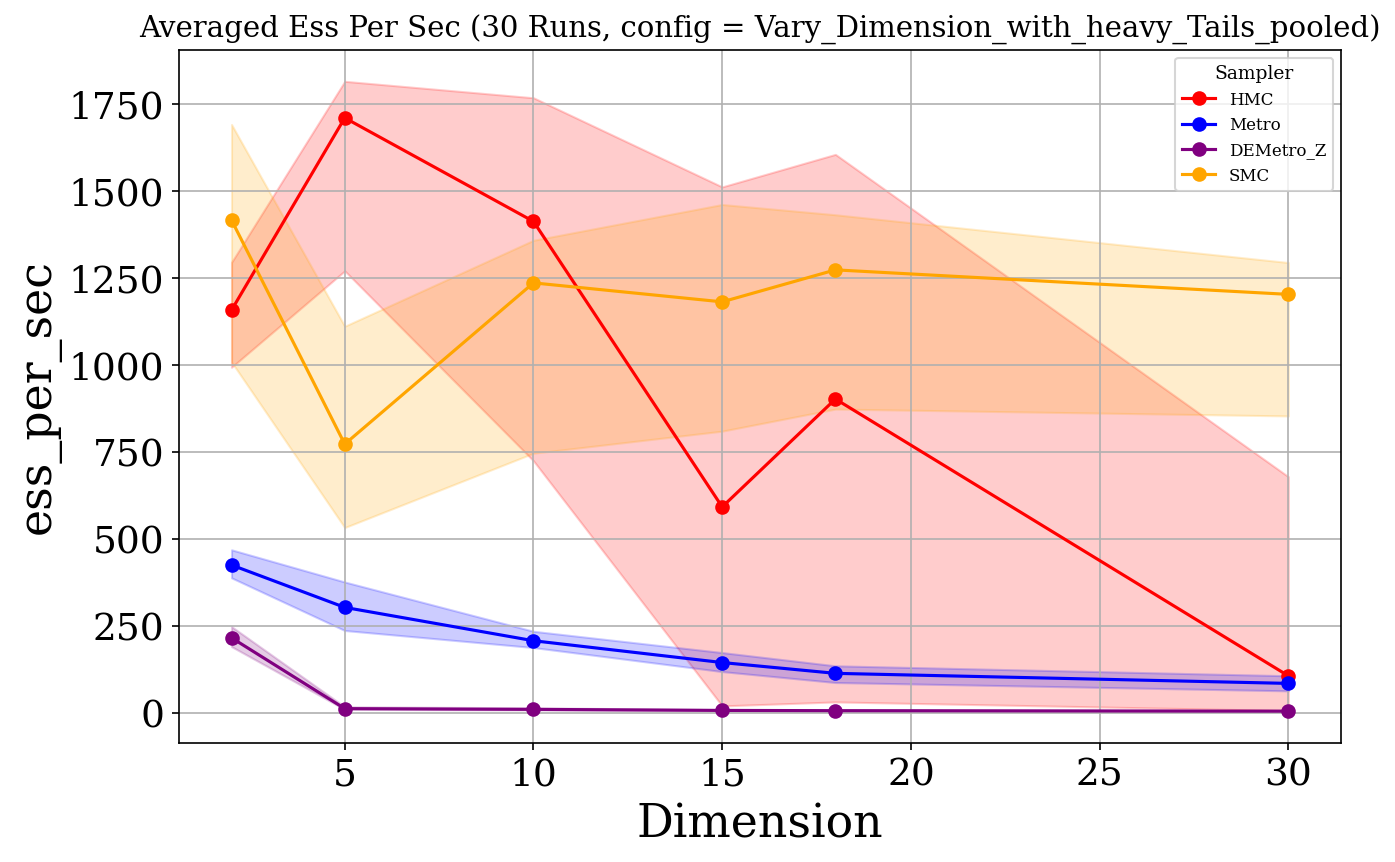 Averaged Ess Per Sec (30 Runs, config = Vary_Dimension_with_heavy_Tails_pooled)
Sampler
HMC
Metro
DEMetro_Z
SMC
ess_per_sec
1750
1500
1250
1000
750
500
250
0
5
10
15
20
25
30
Dimension